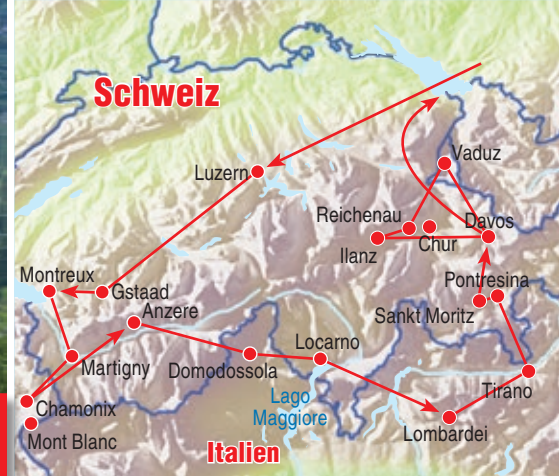 Schweiz
Vaduz
Luzern
Reichenau
Davos
Chur
Ilanz
Montreux
Pontresina
Gstaad
Anzere
Sankt Moritz
Locarno
Martigny
Domodossola
Tirano
Lago
Maggiore
Chamonix
Lombardei
Mont Blanc
Italien